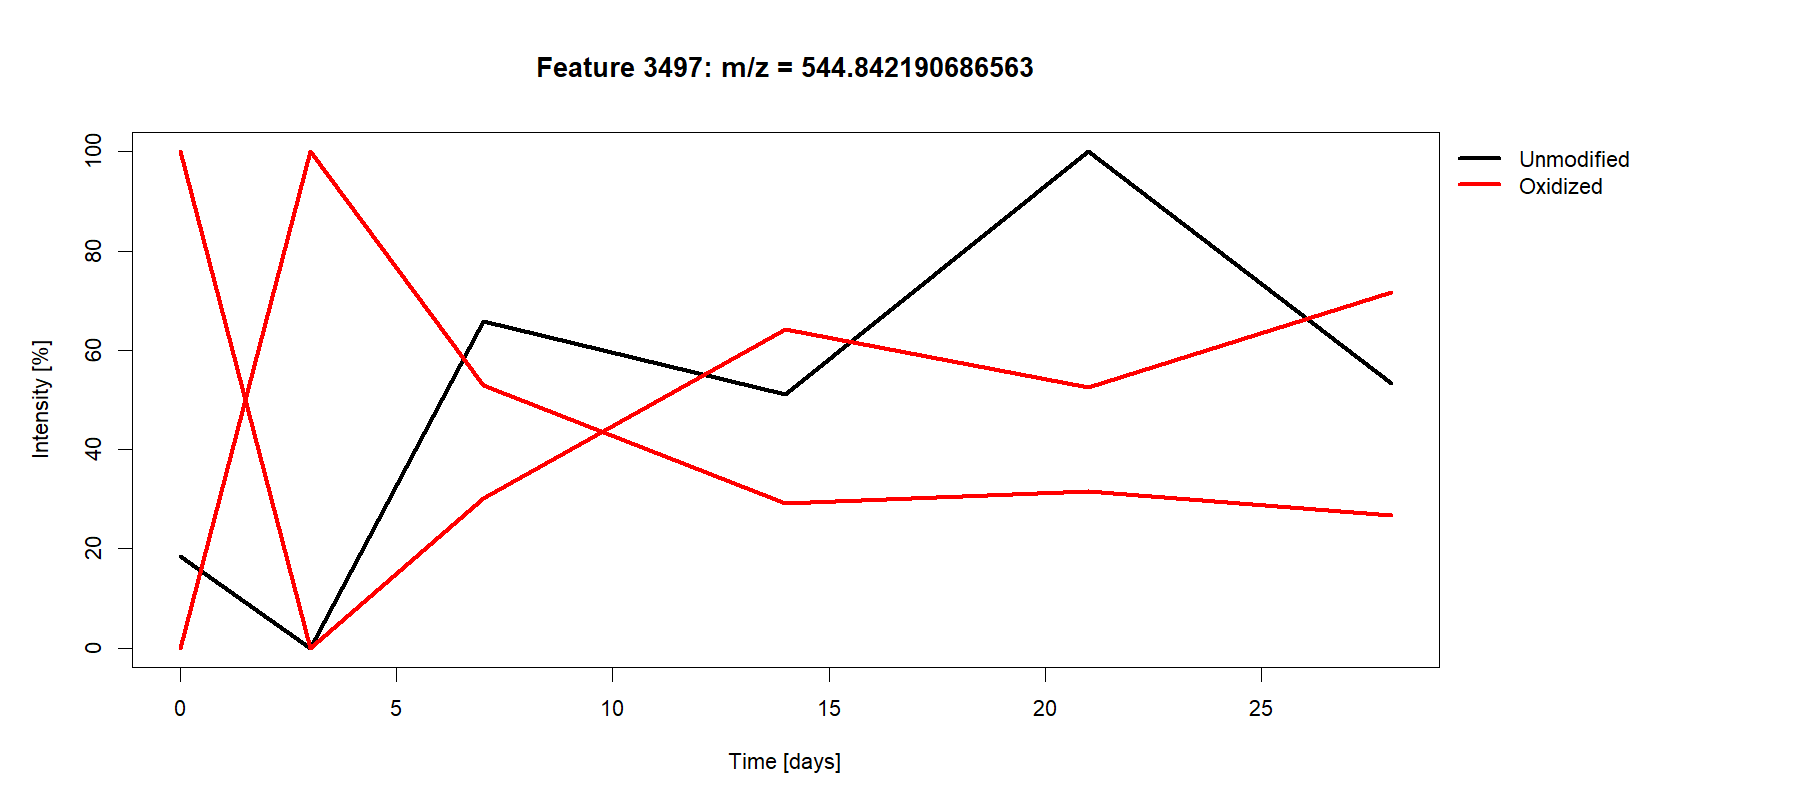 Feature 3497: m/z = 544.842190686563
Unmodified
Oxidized
Intensity [%]
100
80
60
40
20
0
0 5 10 15 20 25
Time [days]